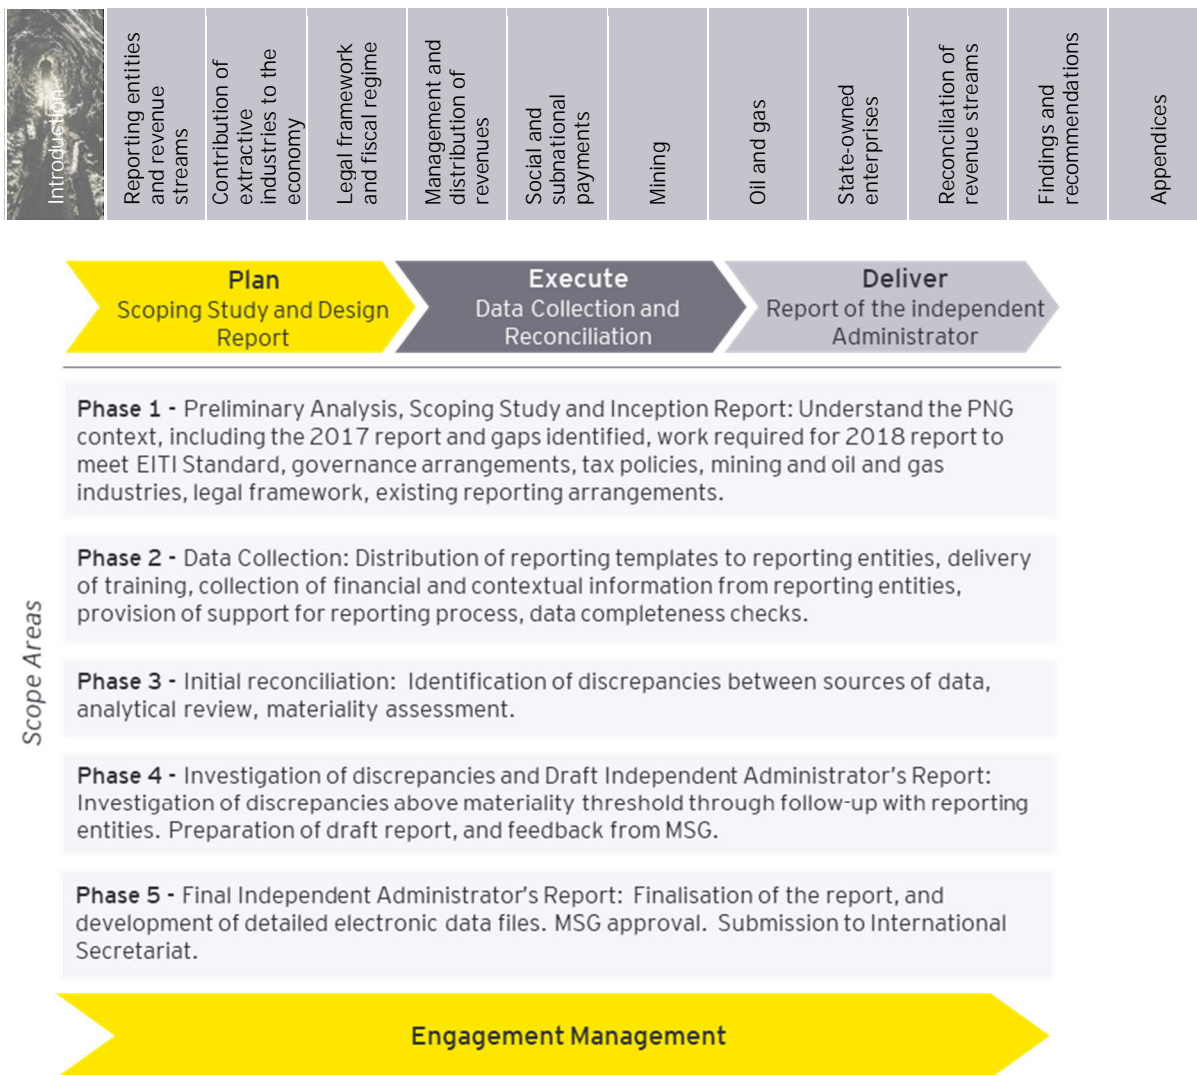 Introduction
Reporting entities
and revenue
streams
Contribution of
extractive
industries to the
economy
Legal framework
and fiscal regime
Management and
distribution of
revenues
Social and
subnational
payments
Mining
Oil and gas
State-owned
enterprises
Reconciliation of
revenue streams
Findings and
recommendations
Appendices
Plan
Scoping Study and Design
Report
Execute
Data Collection and
Reconciliation
Deliver
Report of the independent
Administrator
Scope Areas
Phase 1 - Preliminary Analysis, Scoping Study and Inception Report: Understand the PNG
context, including the 2017 report and gaps identified, work required for 2018 report to
meet EITI Standard, governance arrangements, tax policies, mining and oil and gas
industries, legal framework, existing reporting arrangements.
Phase 2 - Data Collection: Distribution of reporting templates to reporting entities, delivery
of training, collection of financial and contextual information from reporting entities,
provision of support for reporting process, data completeness checks.
Phase 3 - Initial reconciliation: Identification of discrepancies between sources of data,
analytical review, materiality assessment.
Phase 4 - Investigation of discrepancies and Draft Independent Administrator's Report:
Investigation of discrepancies above materiality threshold through follow-up with reporting
entities. Preparation of draft report, and feedback from MSG.
Phase 5 - Final Independent Administrator's Report: Finalisation of the report, and
development of detailed electronic data files. MSG approval. Submission to International
Secretariat.
Engagement Management